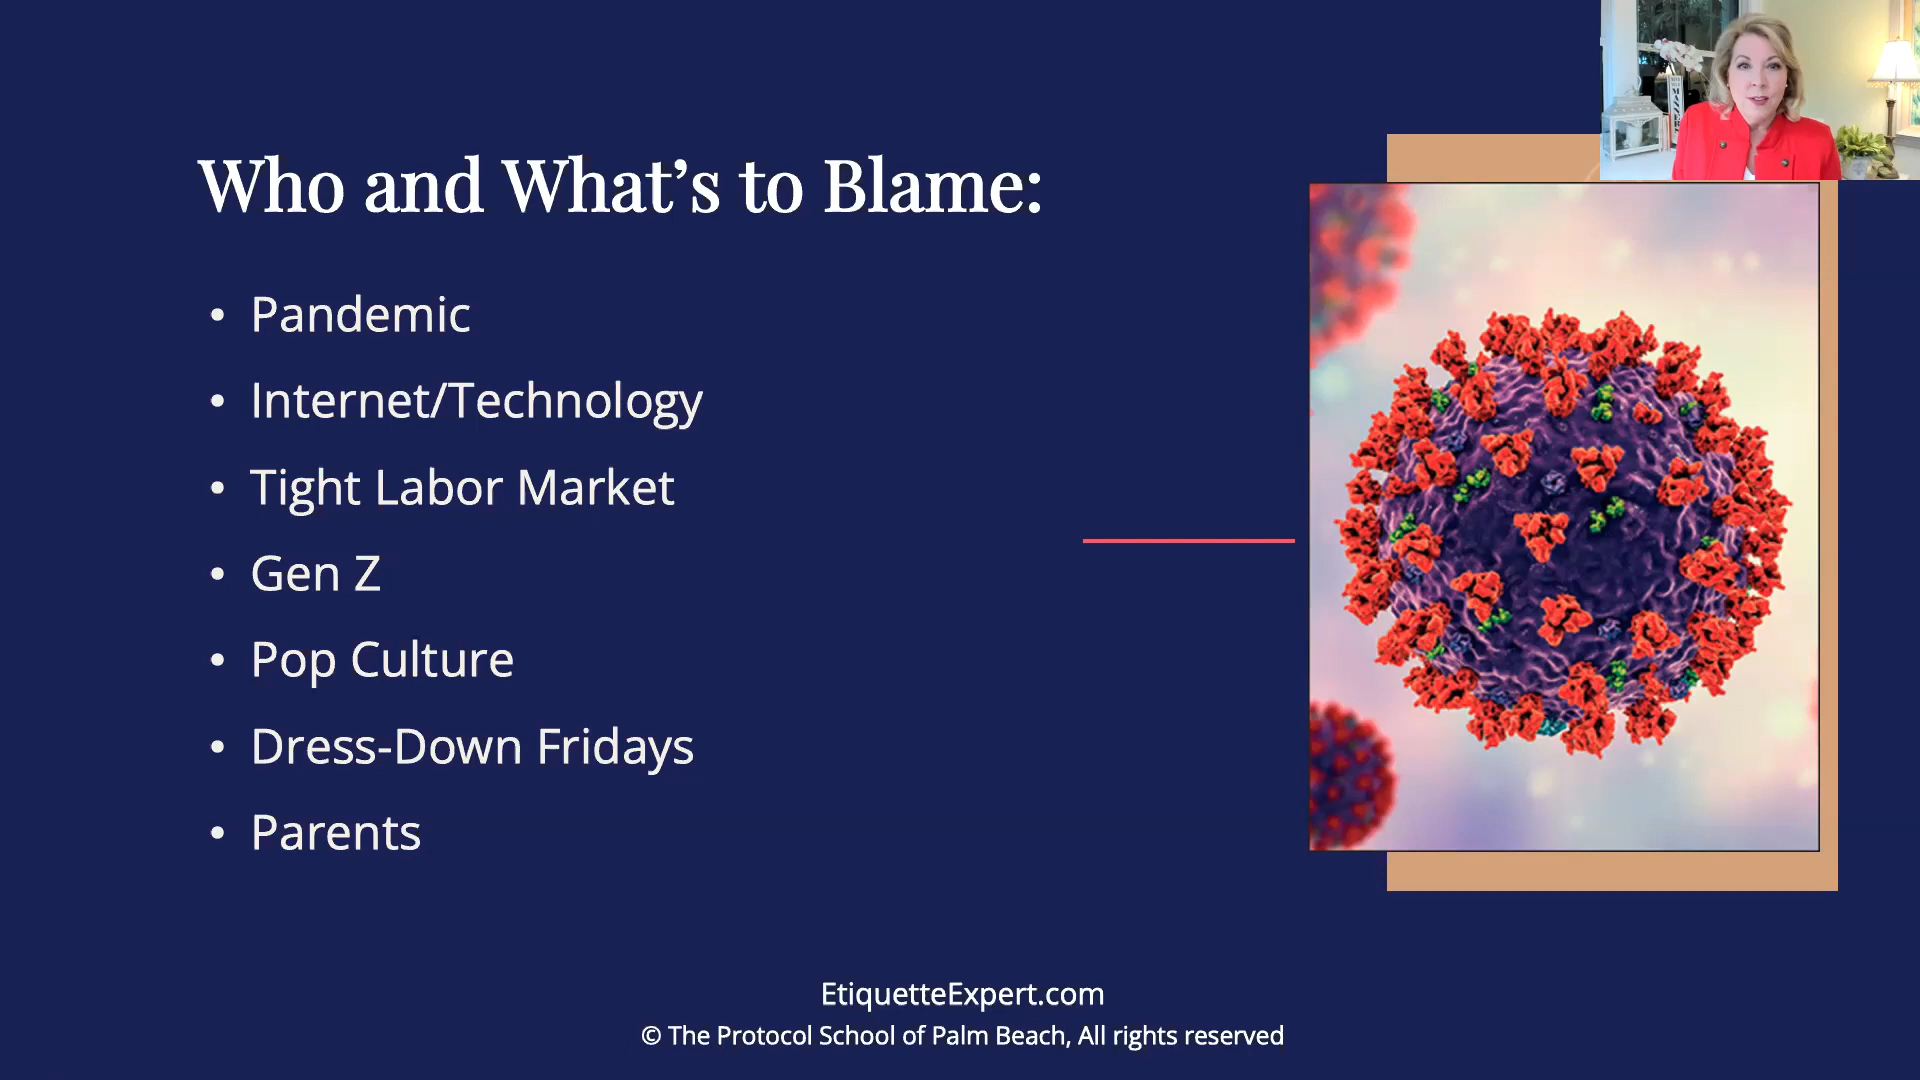 Who and What’s to Blame:
• Pandemic
• Internet/Technology
• Tight Labor Market
• Gen Z
• Pop Culture
• Dress-Down Fridays
• Parents
EtiquetteExpert.com
© The Protocol School of Palm Beach, All rights reserved